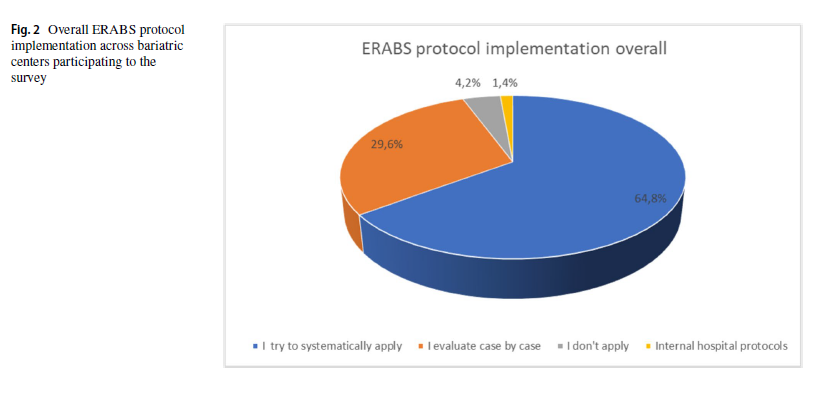 Fig. 2 Overall ERABS protocol
implementation across bariatric
centers participating to the
survey
ERABS protocol implementation overall
4,2% 1,4%
29,6%
64,8%
I try to systematically apply I evaluate case by case I don't apply Internal hospital protocols